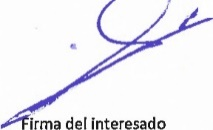 Firma del interesado